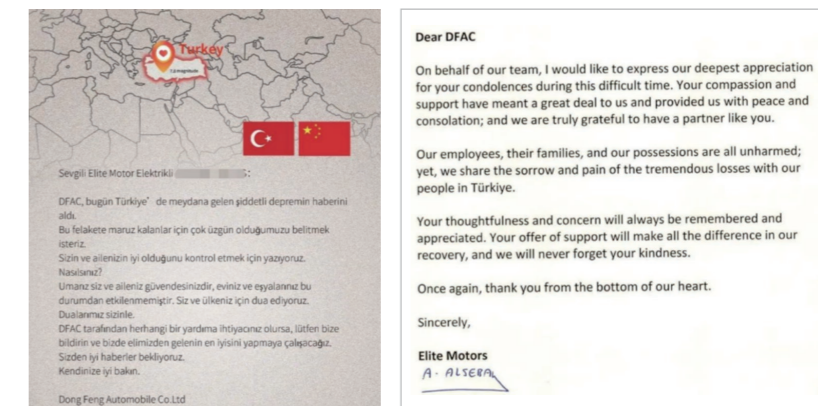 Turkey
Sevgili Elite Motor Elektrikli
DFAC, bugün Türkiye' de meydana gelen şiddetli depremin haberini
aldı.
Bu felakete maruz kalanlar için çok üzgün olduğumuzu belitmek
isteriz.
Sizin ve ailenizin iyi olduğunu kontrol etmek için yazıyoruz.
Nasılsınız?
Umarız siz ve aileniz güvendesinizdir, eviniz ve eşyalarınız bu
durumdan etkilenmemiştir. Siz ve ülkeniz için dua ediyoruz.
Dualarımız sizinle.
DFAC tarafından herhangi bir yardıma ihtiyacınız olursa, lütfen bize
bildirin ve bizde elimizden gelenin en iyisini yapmaya çalışacağız.
Sizden iyi haberler bekliyoruz.
Kendinize iyi bakın.
Dong Feng Automobile Co.Ltd
Dear DFAC
On behalf of our team, I would like to express our deepest appreciation
for your condolences during this difficult time. Your compassion and
support have meant a great deal to us and provided us with peace and
consolation; and we are truly grateful to have a partner like you.
Our employees, their families, and our possessions are all unharmed;
yet, we share the sorrow and pain of the tremendous losses with our
people in Türkiye.
Your thoughtfulness and concern will always be remembered and
appreciated. Your offer of support will make all the difference in our
recovery, and we will never forget your kindness.
Once again, thank you from the bottom of our heart.
Sincerely,
Elite Motors
A. ALSEBAI